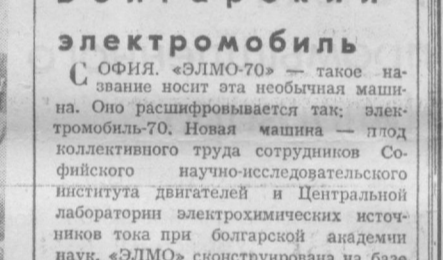 электромобиль
СОФИЯ. «ЭЛМО-70» — такое на-
звание носит эта необычная маши-
на. Оно расшифровывается так: элек-
тромобиль-70. Новая машина — плод
коллективного труда сотрудников Со-
фийского научно-исследовательского
института двигателей и Центральной
лаборатории электрохимических источ-
ников тока при болгарской академии
наук. «ЭЛМО» сконструирована на базе